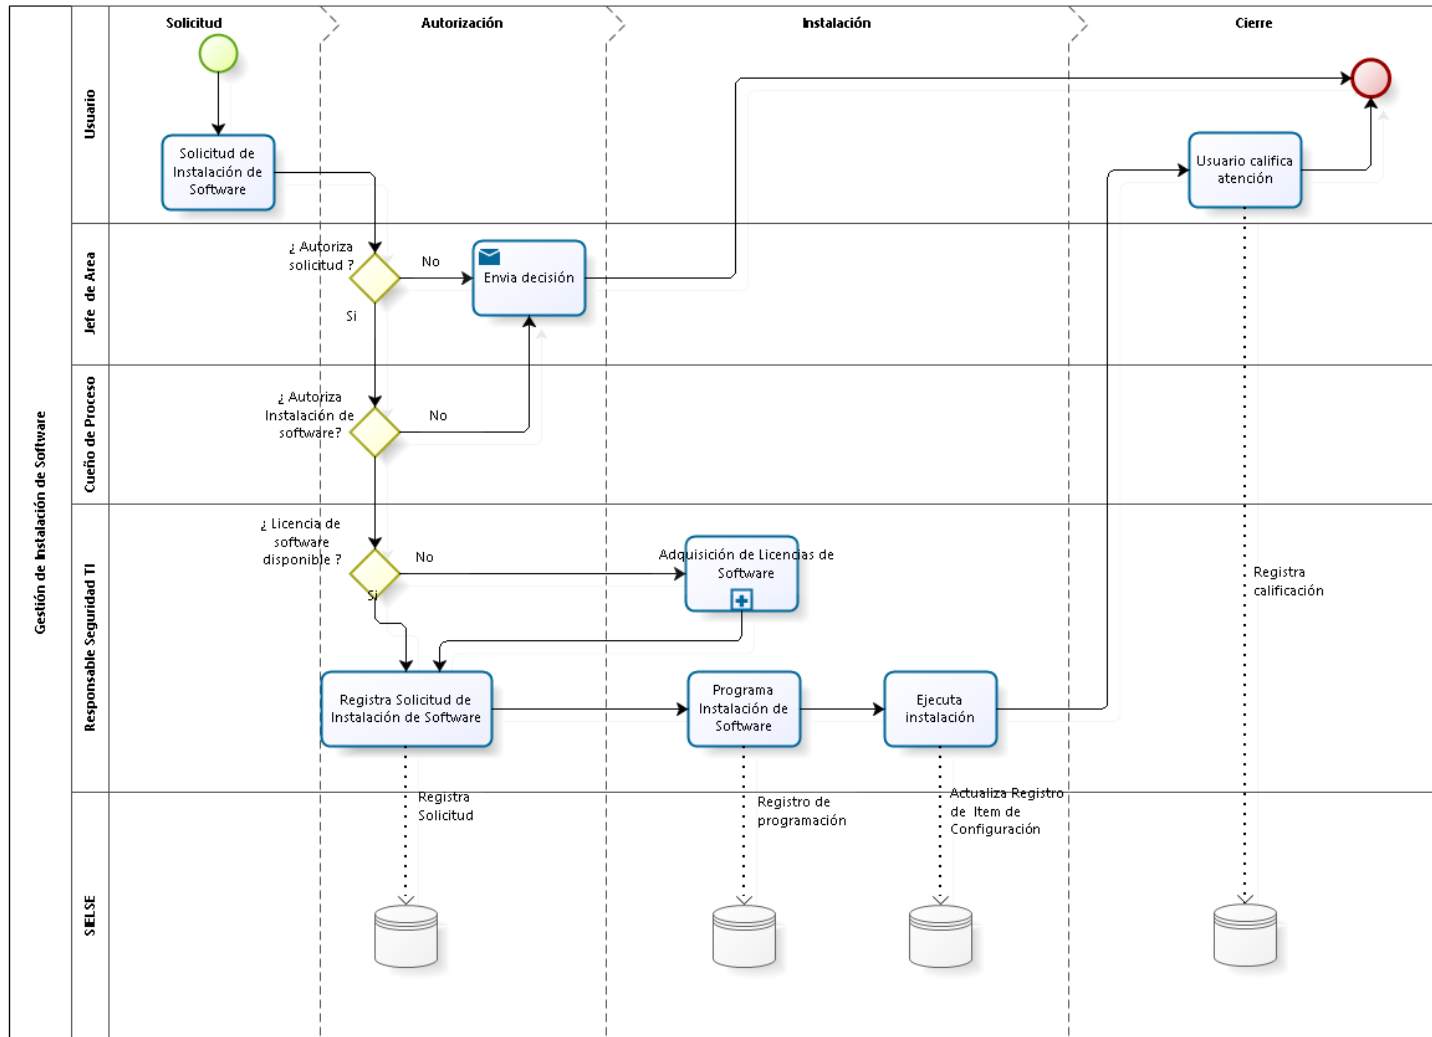 Solicitud
Autorización
Instalación
Cierre
Gestión de Instalación de Software
Usuario
Solicitud de
Instalación de
Software
Usuario califica
atención
Jefe de Area
¿ Autoriza
solicitud ?
No
Si
Envia decisión
Cueño de Proceso
¿ Autoriza
Instalación de
software?
No
Responsable Seguridad TI
¿ Licencia de
software
disponible ?
No
Si
Adquisición de Licencias de
Software
Registra
calificación
Registra Solicitud de
Instalación de Software
Programa
Instalación de
Software
Ejecuta
instalación
SIELSE
Registra
Solicitud
Registro de
programación
Actualiza Registro
de Item de
Configuración